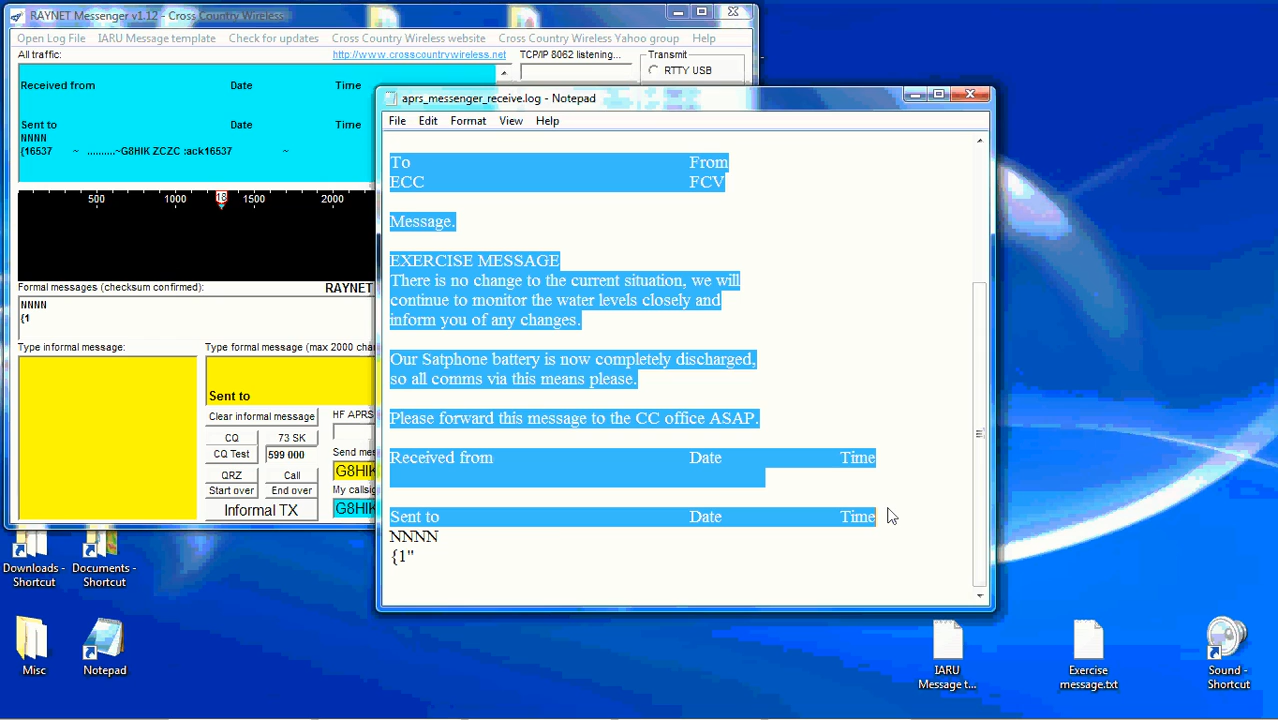 RAYNET Messenger v1.12 - Cross Country Wireless
Open Log File IARU Message template Check for updates Cross Country Wireless website Cross Country Wireless Yahoo group Help
All traffic: http://www.crosscountrywireless.net TCP/IP 8062 listening... Transmit
RTTY USB
Received from Date Time
Sent to Date Time
NNNN
{16537 ~ ..........~G8HIK ZCZC :ack16537 ~
18
500 1000 1500 2000
Formal messages (checksum confirmed): RAYNET
NNNN
{1
Type informal message: Type formal message (max 2000 cha
Sent to
Clear informal message HF APRS
CQ 73 SK
CQ Test 599 000 Send mes
QRZ Call G8HIK
Start over End over My callsig
Informal TX G8HIK
aprs_messenger_receive.log - Notepad
File Edit Format View Help
To From
ECC FCV
Message.
EXERCISE MESSAGE
There is no change to the current situation, we will
continue to monitor the water levels closely and
inform you of any changes.
Our Satphone battery is now completely discharged,
so all comms via this means please.
Please forward this message to the CC office ASAP.
Received from Date Time
Sent to Date Time
NNNN
{1"
Downloads - Shortcut
Documents - Shortcut
Misc
Notepad
IARU Message t...
Exercise message.txt
Sound - Shortcut